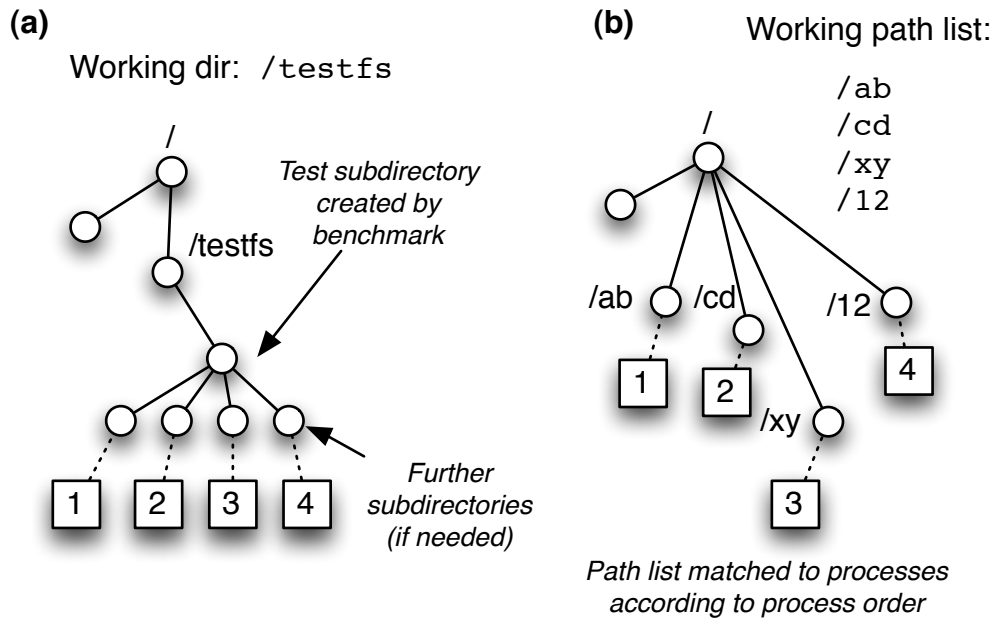 (a)
Working dir: /testfs
/
Test subdirectory
created by
benchmark
/testfs
1 2 3 4
Further
subdirectories
(if needed)
(b)
Working path list:
/ab
/cd
/xy
/12
/
/ab
/cd
/12
1
2
4
/xy
3
Path list matched to processes
according to process order